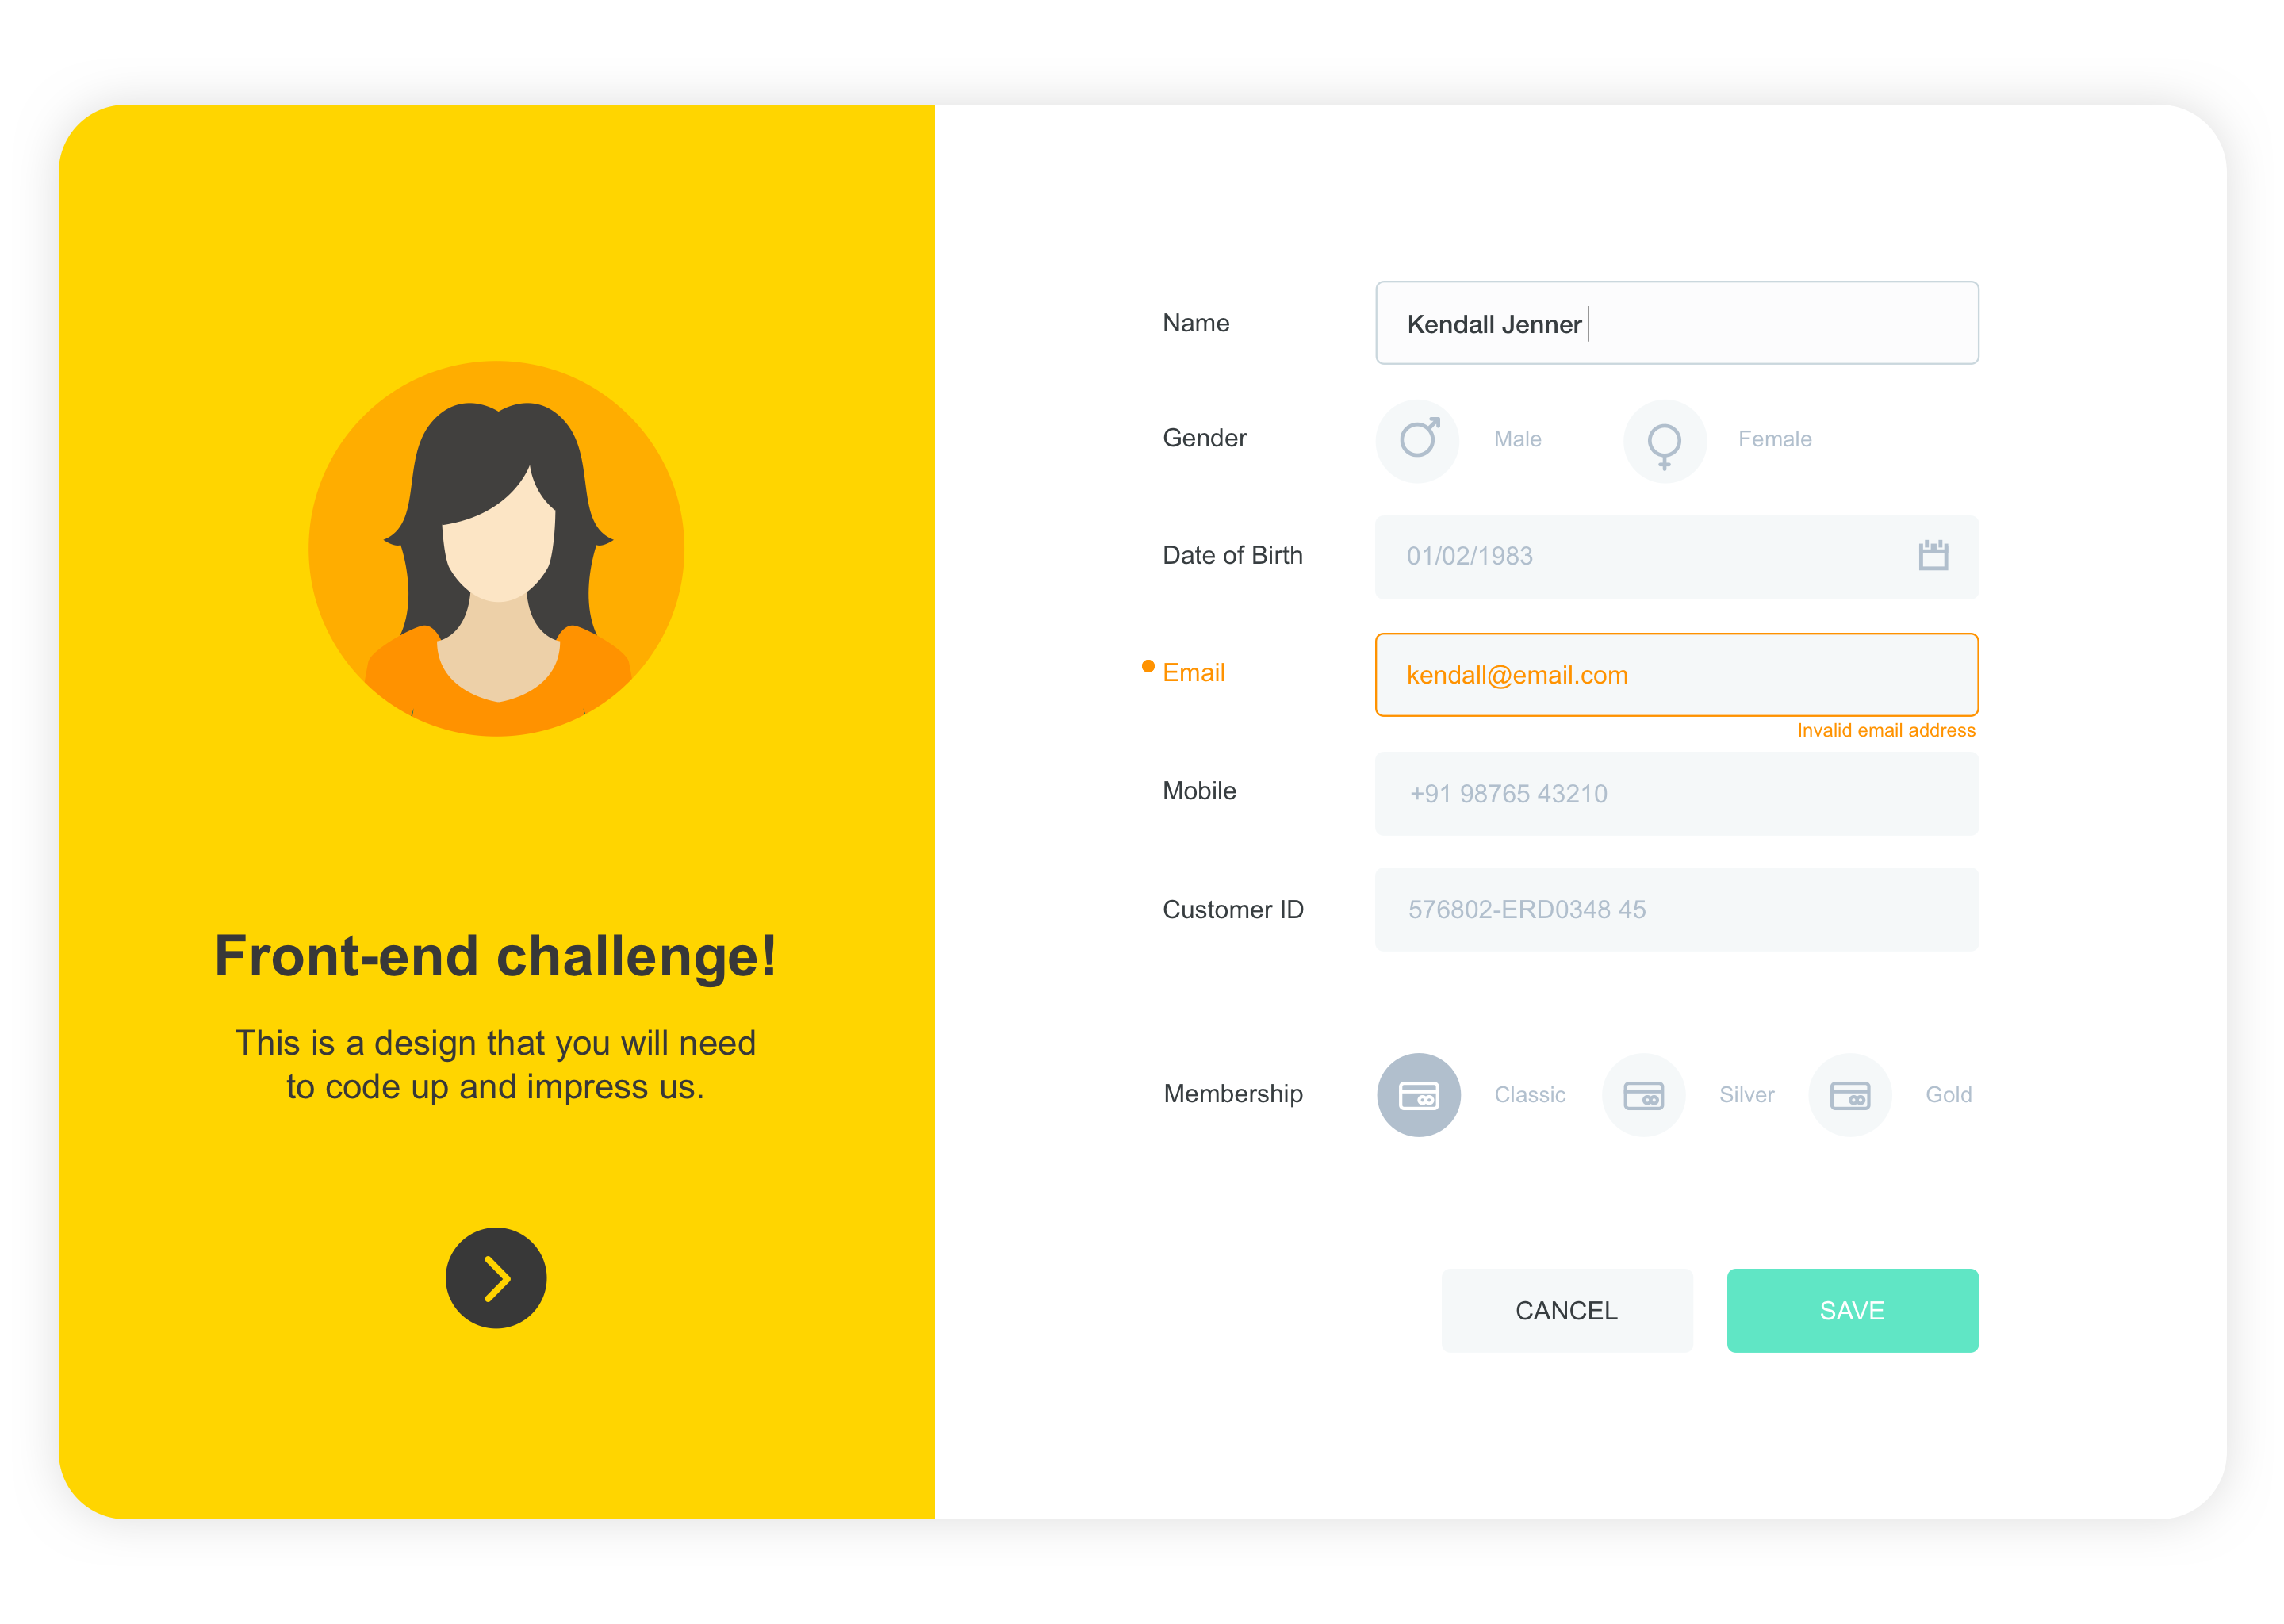 Front-end challenge!
This is a design that you will need
to code up and impress us.
Name
Kendall Jenner
Gender
Male
Female
Date of Birth
01/02/1983
Email
kendall@email.com
Invalid email address
Mobile
+91 98765 43210
Customer ID
576802-ERD0348 45
Membership
Classic
Silver
Gold
CANCEL
SAVE